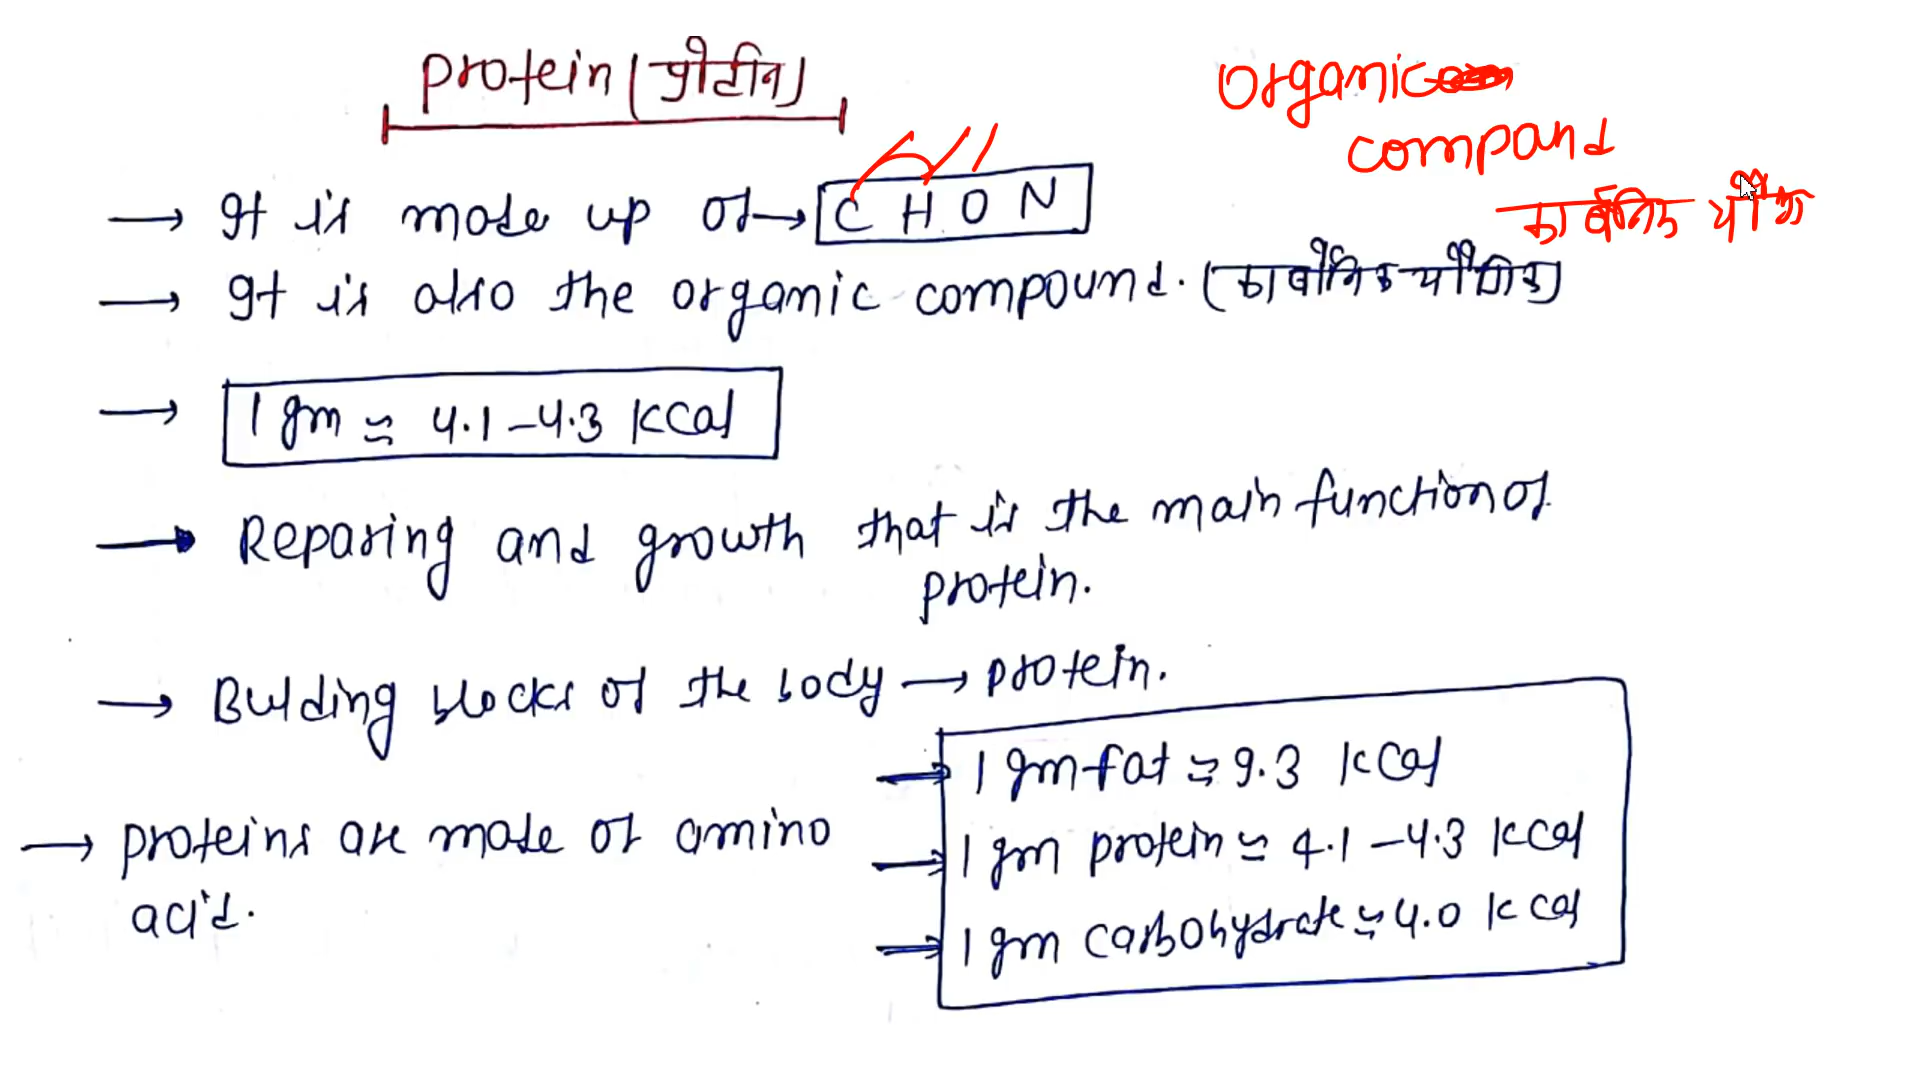 Protein (प्रोटीन)
Organic
compound
कार्बनिक यौ
→ It is made up of → C H O N
→ It is also the organic compound. (कार्बोनिक यौगिक)
→ 1 gm ≈ 4.1 – 4.3 kCal
→ Reparing and growth that is the main function of
protein.
→ Bulding blocks of the body → protein.
→ 1 gm fat ≈ 9.3 kCal
→ proteins are made of amino
acid.
→ 1 gm protein ≈ 4.1 – 4.3 kCal
→ 1 gm carbohydrate ≈ 4.0 kCal